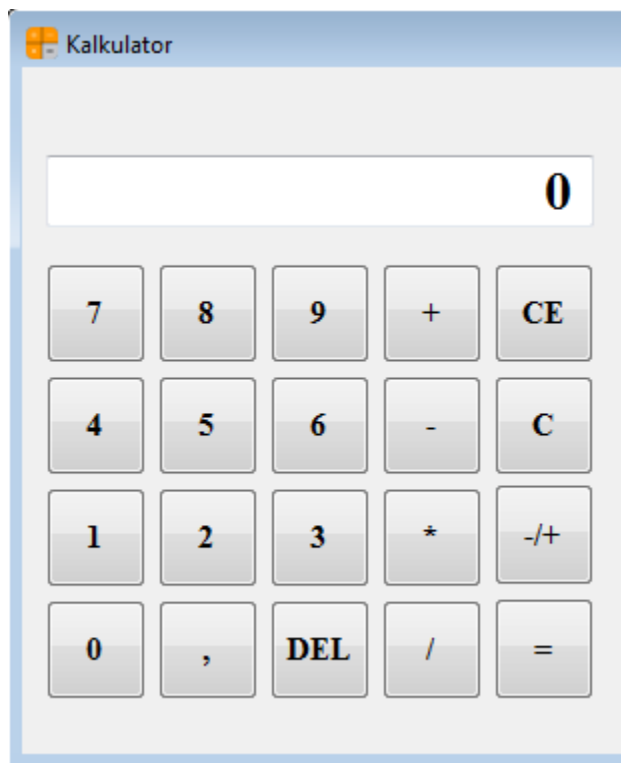 Kalkulator
0
7 8 9 + CE
4 5 6 - C
1 2 3 * -/+
0 , DEL / =